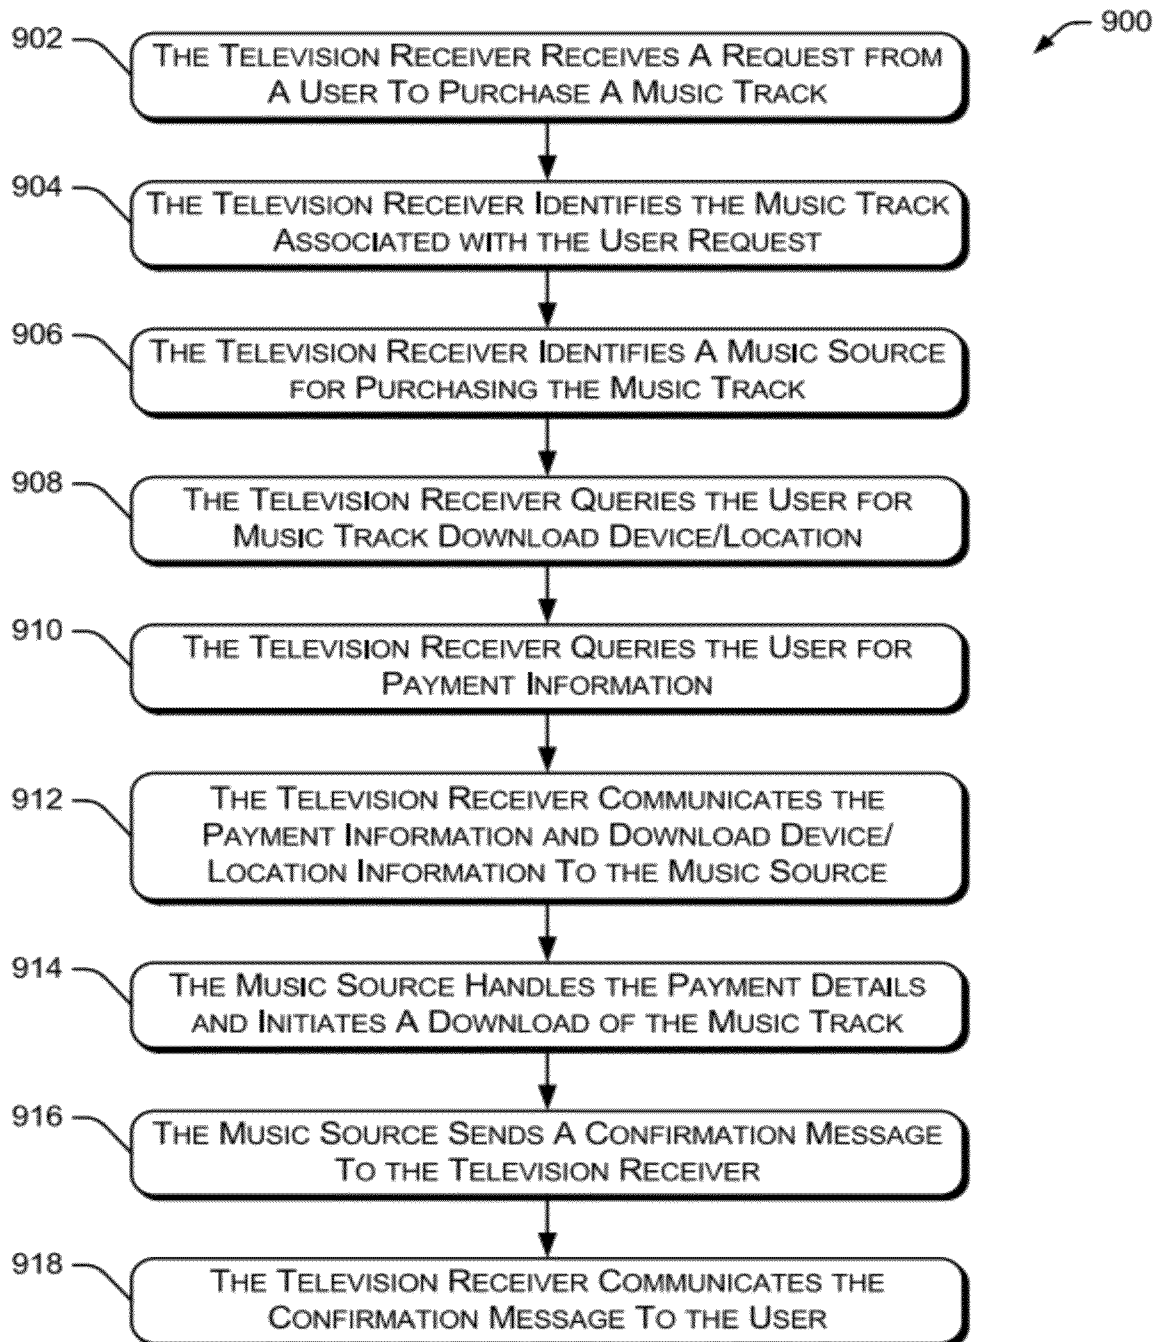 900
902
THE TELEVISION RECEIVER RECEIVES A REQUEST FROM
A USER TO PURCHASE A MUSIC TRACK
904
THE TELEVISION RECEIVER IDENTIFIES THE MUSIC TRACK
ASSOCIATED WITH THE USER REQUEST
906
THE TELEVISION RECEIVER IDENTIFIES A MUSIC SOURCE
FOR PURCHASING THE MUSIC TRACK
908
THE TELEVISION RECEIVER QUERIES THE USER FOR
MUSIC TRACK DOWNLOAD DEVICE/LOCATION
910
THE TELEVISION RECEIVER QUERIES THE USER FOR
PAYMENT INFORMATION
912
THE TELEVISION RECEIVER COMMUNICATES THE
PAYMENT INFORMATION AND DOWNLOAD DEVICE/
LOCATION INFORMATION TO THE MUSIC SOURCE
914
THE MUSIC SOURCE HANDLES THE PAYMENT DETAILS
AND INITIATES A DOWNLOAD OF THE MUSIC TRACK
916
THE MUSIC SOURCE SENDS A CONFIRMATION MESSAGE
TO THE TELEVISION RECEIVER
918
THE TELEVISION RECEIVER COMMUNICATES THE
CONFIRMATION MESSAGE TO THE USER